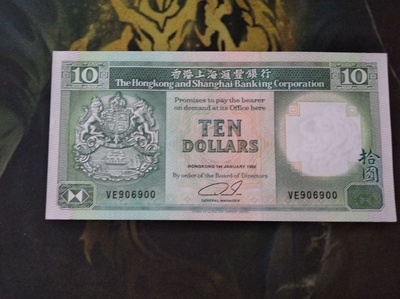 10 香港上海滙豐銀行 10
The Hongkong and Shanghai Banking Corporation
Promises to pay the bearer
on demand at its Office here
TEN
DOLLARS
拾圓
HONGKONG 1st JANUARY
By order of the Board of Directors
GENERAL MANAGER
VE906900 VE906900